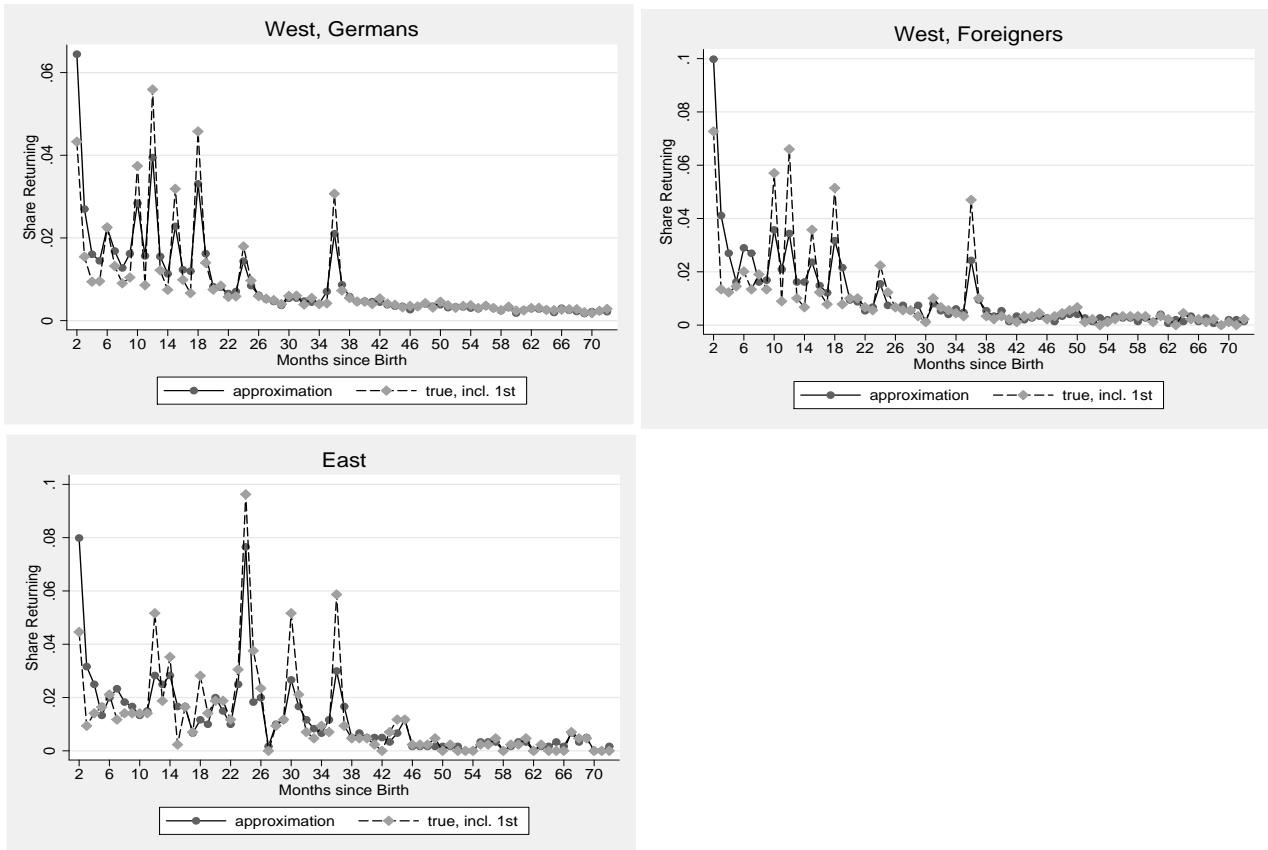 West, Germans
Share Returning
0 .02 .04 .06
2 6 10 14 18 22 26 30 34 38 42 46 50 54 58 62 66 70
Months since Birth
approximation true, incl. 1st
West, Foreigners
Share Returning
0 .02 .04 .06 .08 .1
2 6 10 14 18 22 26 30 34 38 42 46 50 54 58 62 66 70
Months since Birth
approximation true, incl. 1st
East
Share Returning
0 .02 .04 .06 .08 .1
2 6 10 14 18 22 26 30 34 38 42 46 50 54 58 62 66 70
Months since Birth
approximation true, incl. 1st